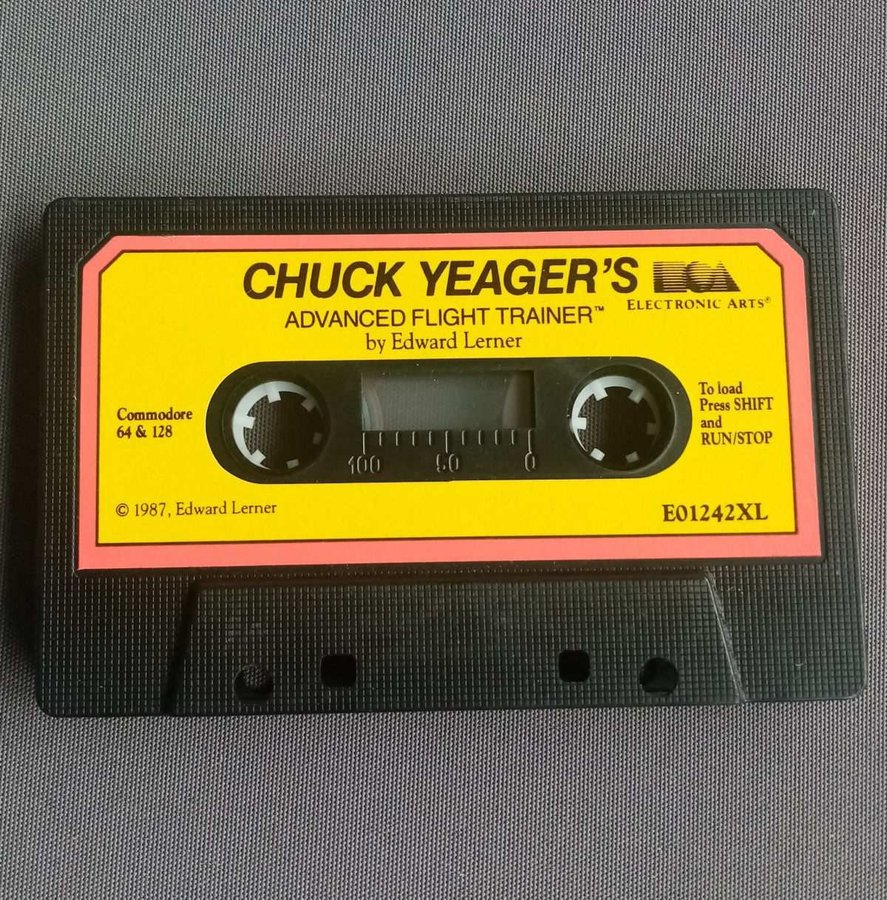 CHUCK YEAGER'S
ELECTRONIC ARTS®
ADVANCED FLIGHT TRAINER™
by Edward Lerner
Commodore
64 & 128
To load
Press SHIFT
and
RUN/STOP
100 50 0
© 1987, Edward Lerner
E01242XL